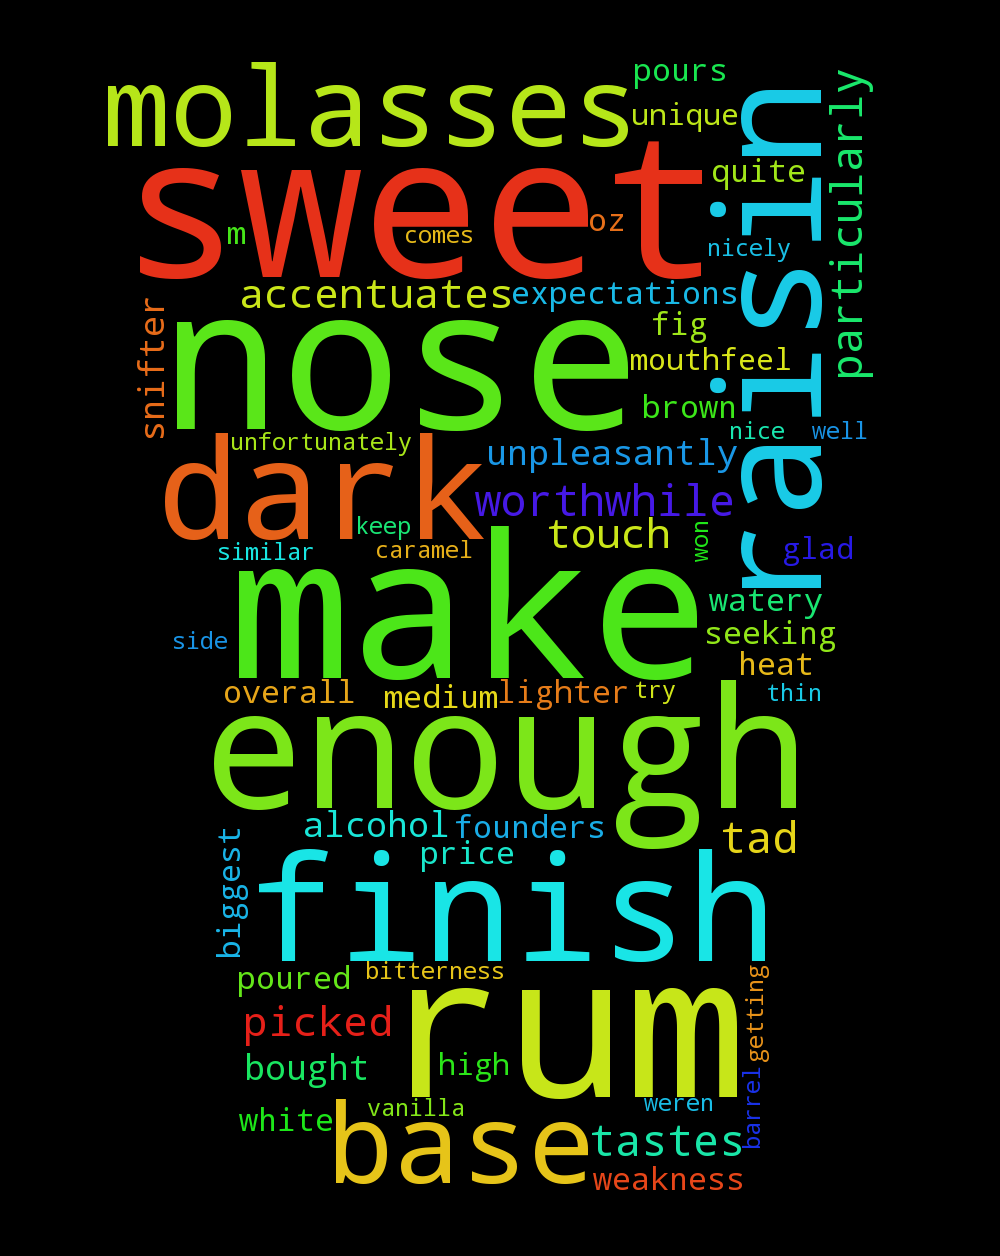 molasses
pours
unique
raisin
particularly
sweet
quite
m
comes
oz
nicely
accentuates
expectations
snifter
nose
fig
mouthfeel
brown
nice
well
unfortunately
dark
unpleasantly
worthwhile
keep
touch
won
glad
similar
caramel
make
watery
side
seeking
heat
overall
medium
lighter
try
thin
enough
alcohol
founders
tad
price
biggest
finish
poured
bitterness
getting
picked
rum
bought
high
barrel
white
vanilla
weren
base
tastes
weakness